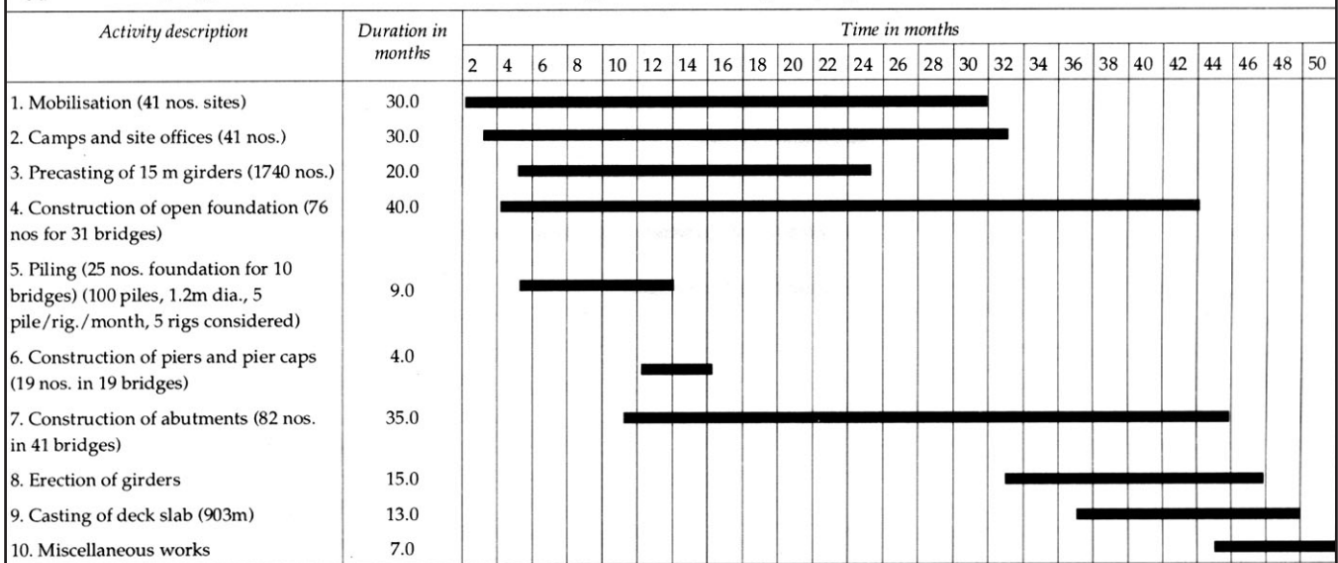 Activity description
Duration in
months
Time in months
2 4 6 8 10 12 14 16 18 20 22 24 26 28 30 32 34 36 38 40 42 44 46 48 50
1. Mobilisation (41 nos. sites) 30.0
2. Camps and site offices (41 nos.) 30.0
3. Precasting of 15 m girders (1740 nos.) 20.0
4. Construction of open foundation (76 40.0
nos for 31 bridges)
5. Piling (25 nos. foundation for 10
bridges) (100 piles, 1.2m dia., 5 9.0
pile/rig./month, 5 rigs considered)
6. Construction of piers and pier caps 4.0
(19 nos. in 19 bridges)
7. Construction of abutments (82 nos. 35.0
in 41 bridges)
8. Erection of girders 15.0
9. Casting of deck slab (903m) 13.0
10. Miscellaneous works 7.0